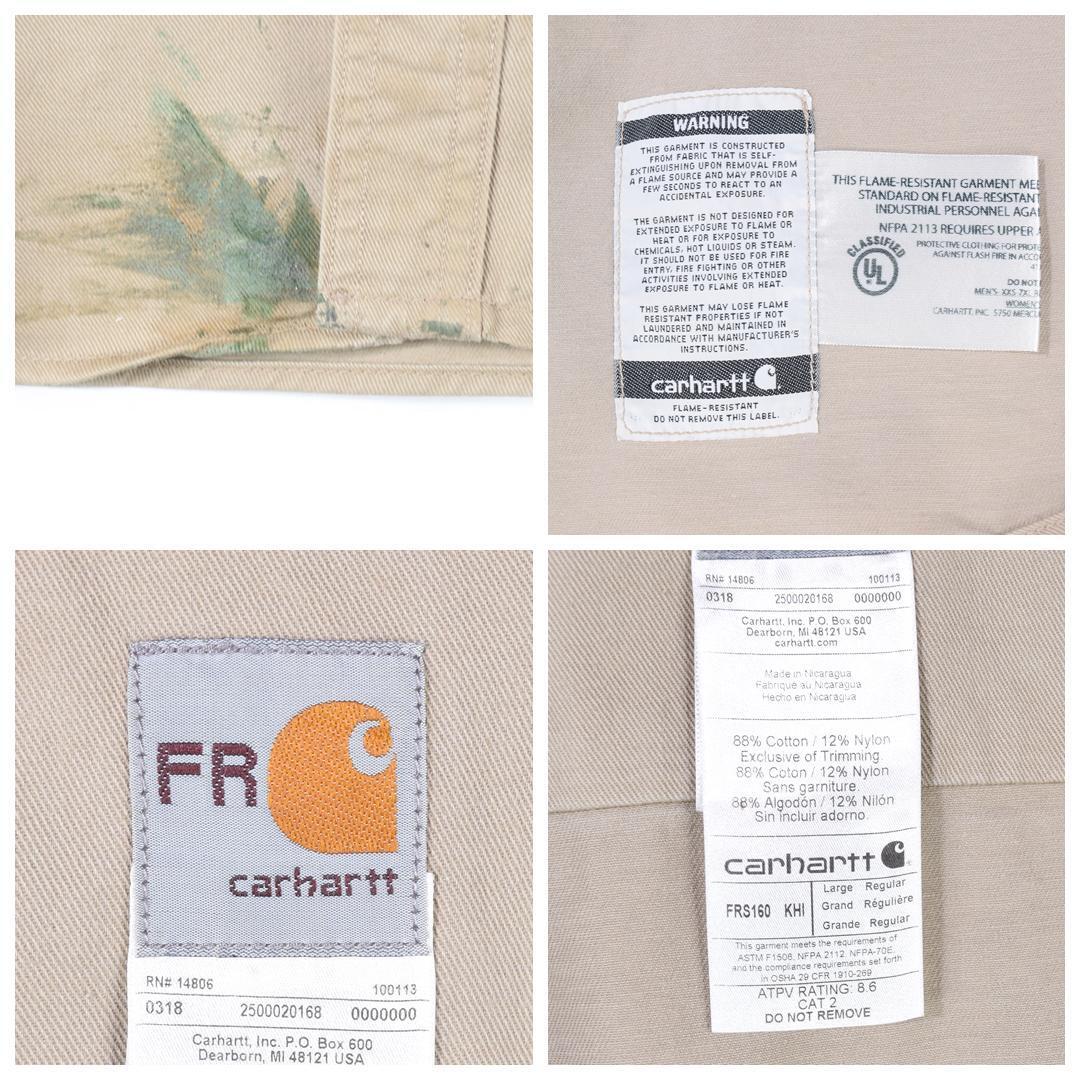 WARNING
THIS GARMENT IS CONSTRUCTED
FROM FABRIC THAT IS SELF-
EXTINGUISHING UPON REMOVAL FROM
A FLAME SOURCE AND MAY PROVIDE A
FEW SECONDS TO REACT TO AN
ACCIDENTAL EXPOSURE.
THE GARMENT IS NOT DESIGNED FOR
EXTENDED EXPOSURE TO FLAME OR
HEAT OR FOR EXPOSURE TO
CHEMICALS, HOT LIQUIDS OR STEAM.
IT SHOULD NOT BE USED FOR FIRE
ENTRY, FIRE FIGHTING OR OTHER
ACTIVITIES INVOLVING EXTENDED
EXPOSURE TO FLAME OR HEAT.
THIS GARMENT MAY LOSE FLAME
RESISTANT PROPERTIES IF NOT
LAUNDERED AND MAINTAINED IN
ACCORDANCE WITH MANUFACTURER'S
INSTRUCTIONS.
carhartt
FLAME-RESISTANT
DO NOT REMOVE THIS LABEL.
THIS FLAME-RESISTANT GARMENT MEE
STANDARD ON FLAME-RESISTANT
INDUSTRIAL PERSONNEL AGAI
NFPA 2113 REQUIRES UPPER
CLASSIFIED
UL
PROTECTIVE CLOTHING FOR PROTE
AGAINST FLASH FIRE IN ACCO
DO NOT
MEN'S- XXS-7XL
WOMEN'S
CARHARTT, INC. 5750 MERCU
FR
carhartt
RN# 14806 100113
0318 2500020168 0000000
Carhartt, Inc. P.O. Box 600
Dearborn, MI 48121 USA
RN# 14806 100113
0318 2500020168 0000000
Carhartt, Inc. P.O. Box 600
Dearborn, MI 48121 USA
carhartt.com
Made in Nicaragua
Fabriqué au Nicaragua
Hecho en Nicaragua
88% Cotton / 12% Nylon
Exclusive of Trimming.
88% Coton / 12% Nylon
Sans garniture.
88% Algodón / 12% Nilón
Sin incluir adorno.
carhartt
FRS160 KHI
Large Regular
Grand Régulière
Grande Regular
This garment meets the requirements of
ASTM F1506, NFPA 2112, NFPA-70E,
and the compliance requirements set forth
in OSHA 29 CFR 1910-269
ATPV RATING: 8.6
CAT 2
DO NOT REMOVE